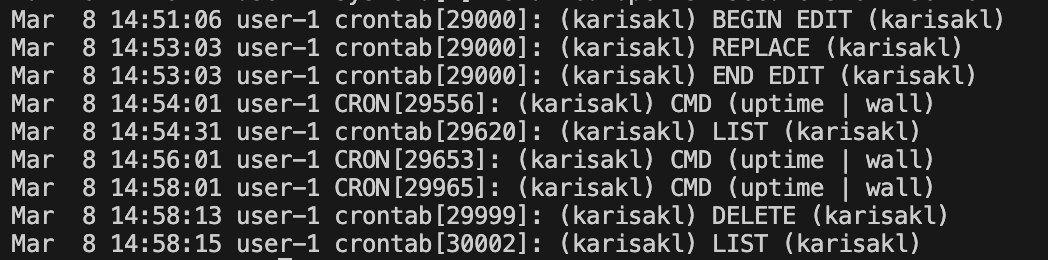 Mar  8 14:51:06 user-1 crontab[29000]: (karisakl) BEGIN EDIT (karisakl)
Mar  8 14:53:03 user-1 crontab[29000]: (karisakl) REPLACE (karisakl)
Mar  8 14:53:03 user-1 crontab[29000]: (karisakl) END EDIT (karisakl)
Mar  8 14:54:01 user-1 CRON[29556]: (karisakl) CMD (uptime | wall)
Mar  8 14:54:31 user-1 crontab[29620]: (karisakl) LIST (karisakl)
Mar  8 14:56:01 user-1 CRON[29653]: (karisakl) CMD (uptime | wall)
Mar  8 14:58:01 user-1 CRON[29965]: (karisakl) CMD (uptime | wall)
Mar  8 14:58:13 user-1 crontab[29999]: (karisakl) DELETE (karisakl)
Mar  8 14:58:15 user-1 crontab[30002]: (karisakl) LIST (karisakl)